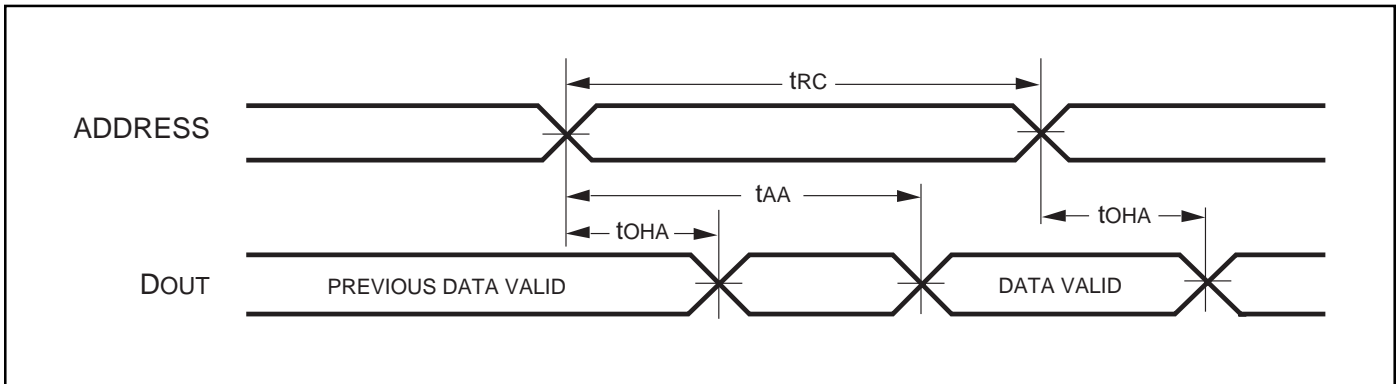 tRC
ADDRESS
tAA
tOHA
tOHA
DOUT
PREVIOUS DATA VALID
DATA VALID